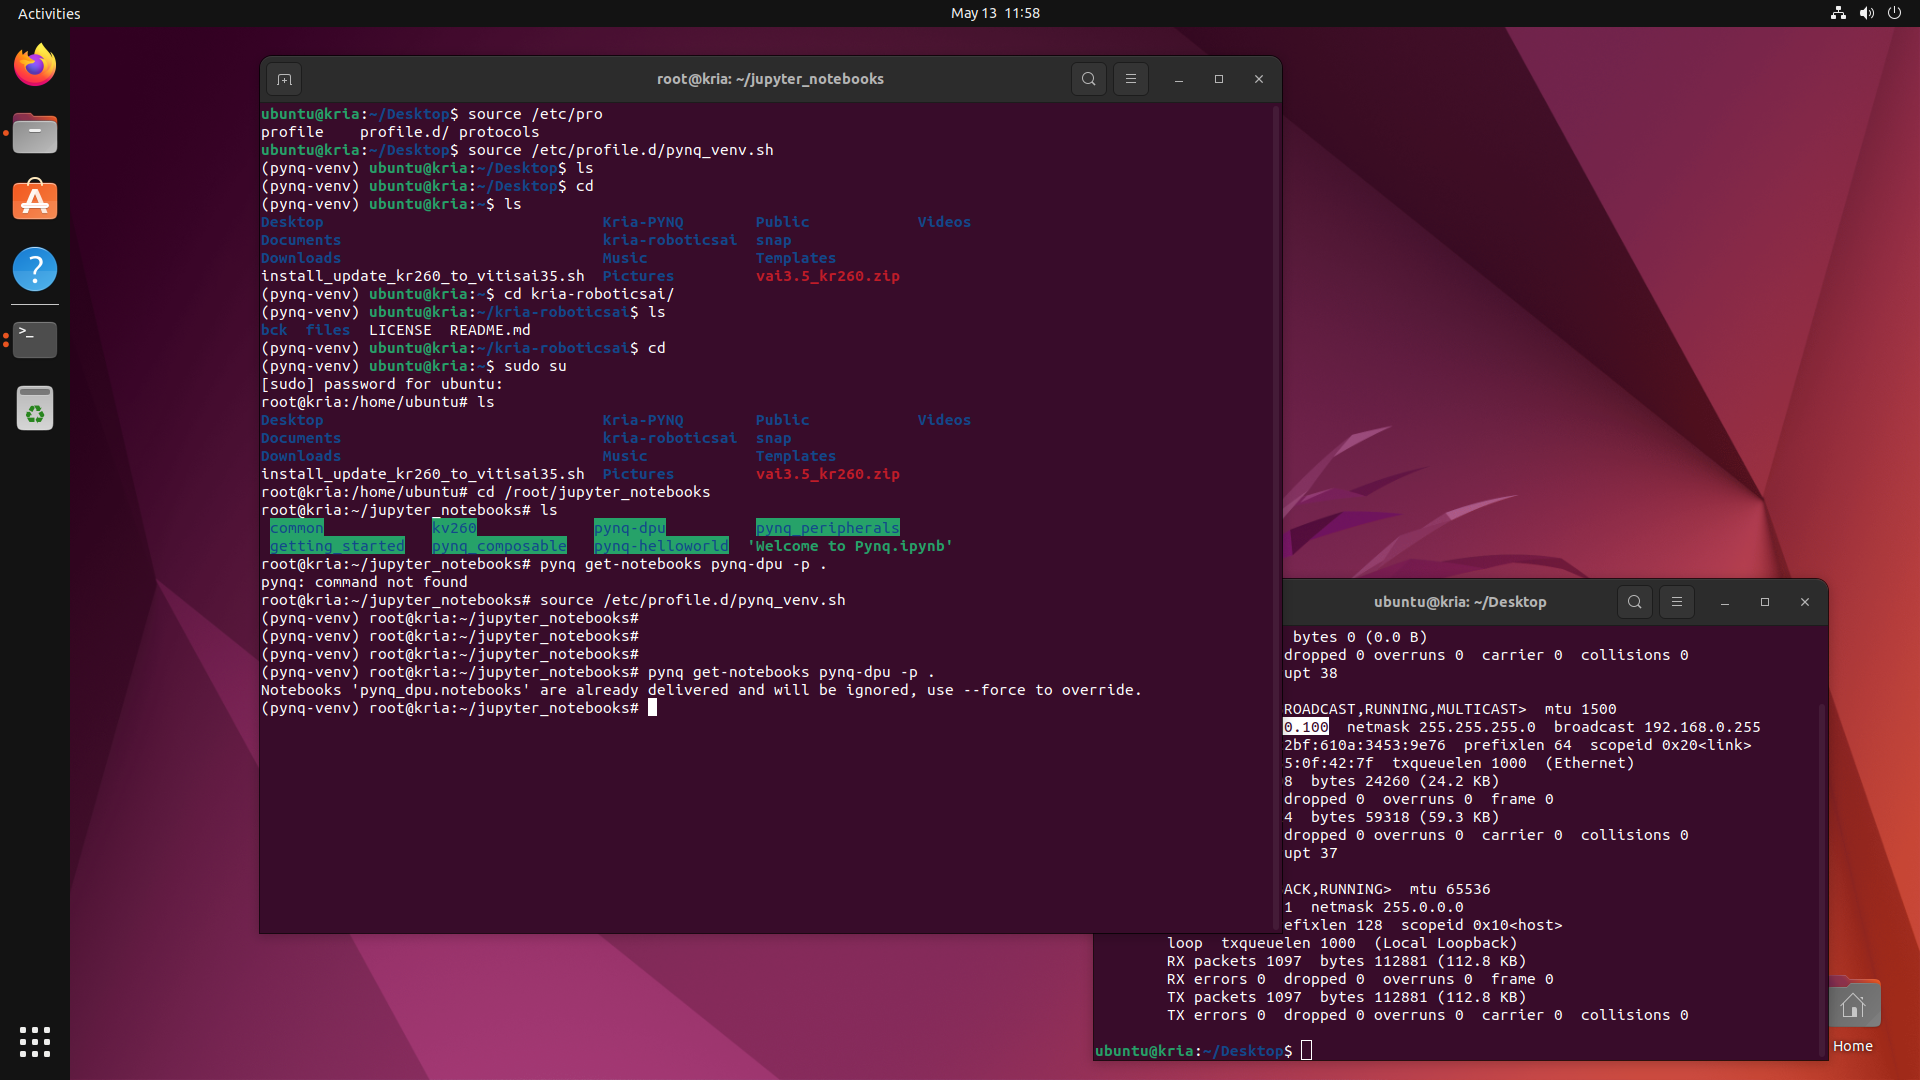 Activities
May 13  11:58
root@kria: ~/jupyter_notebooks
ubuntu@kria:~/Desktop$ source /etc/pro
profile    profile.d/ protocols
ubuntu@kria:~/Desktop$ source /etc/profile.d/pynq_venv.sh
(pynq-venv) ubuntu@kria:~/Desktop$ ls
(pynq-venv) ubuntu@kria:~/Desktop$ cd
(pynq-venv) ubuntu@kria:~$ ls
Desktop                               Kria-PYNQ        Public            Videos
Documents                             kria-roboticsai  snap
Downloads                             Music            Templates
install_update_kr260_to_vitisai35.sh  Pictures         vai3.5_kr260.zip
(pynq-venv) ubuntu@kria:~$ cd kria-roboticsai/
(pynq-venv) ubuntu@kria:~/kria-roboticsai$ ls
bck  files  LICENSE  README.md
(pynq-venv) ubuntu@kria:~/kria-roboticsai$ cd
(pynq-venv) ubuntu@kria:~$ sudo su
[sudo] password for ubuntu:
root@kria:/home/ubuntu# ls
Desktop                               Kria-PYNQ        Public            Videos
Documents                             kria-roboticsai  snap
Downloads                             Music            Templates
install_update_kr260_to_vitisai35.sh  Pictures         vai3.5_kr260.zip
root@kria:/home/ubuntu# cd /root/jupyter_notebooks
root@kria:~/jupyter_notebooks# ls
common            kv260             pynq-dpu          pynq_peripherals
getting_started   pynq_composable   pynq-helloworld  'Welcome to Pynq.ipynb'
root@kria:~/jupyter_notebooks# pynq get-notebooks pynq-dpu -p .
pynq: command not found
root@kria:~/jupyter_notebooks# source /etc/profile.d/pynq_venv.sh
(pynq-venv) root@kria:~/jupyter_notebooks#
(pynq-venv) root@kria:~/jupyter_notebooks#
(pynq-venv) root@kria:~/jupyter_notebooks#
(pynq-venv) root@kria:~/jupyter_notebooks# pynq get-notebooks pynq-dpu -p .
Notebooks 'pynq_dpu.notebooks' are already delivered and will be ignored, use --force to override.
(pynq-venv) root@kria:~/jupyter_notebooks#
ubuntu@kria: ~/Desktop
bytes 0 (0.0 B)
dropped 0 overruns 0  carrier 0  collisions 0
upt 38
ROADCAST,RUNNING,MULTICAST>  mtu 1500
0.100  netmask 255.255.255.0  broadcast 192.168.0.255
2bf:610a:3453:9e76  prefixlen 64  scopeid 0x20<link>
5:0f:42:7f  txqueuelen 1000  (Ethernet)
8  bytes 24260 (24.2 KB)
dropped 0  overruns 0  frame 0
4  bytes 59318 (59.3 KB)
dropped 0 overruns 0  carrier 0  collisions 0
upt 37
ACK,RUNNING>  mtu 65536
1  netmask 255.0.0.0
efixlen 128  scopeid 0x10<host>
loop  txqueuelen 1000  (Local Loopback)
RX packets 1097  bytes 112881 (112.8 KB)
RX errors 0  dropped 0  overruns 0  frame 0
TX packets 1097  bytes 112881 (112.8 KB)
TX errors 0  dropped 0 overruns 0  carrier 0  collisions 0
ubuntu@kria:~/Desktop$
Home